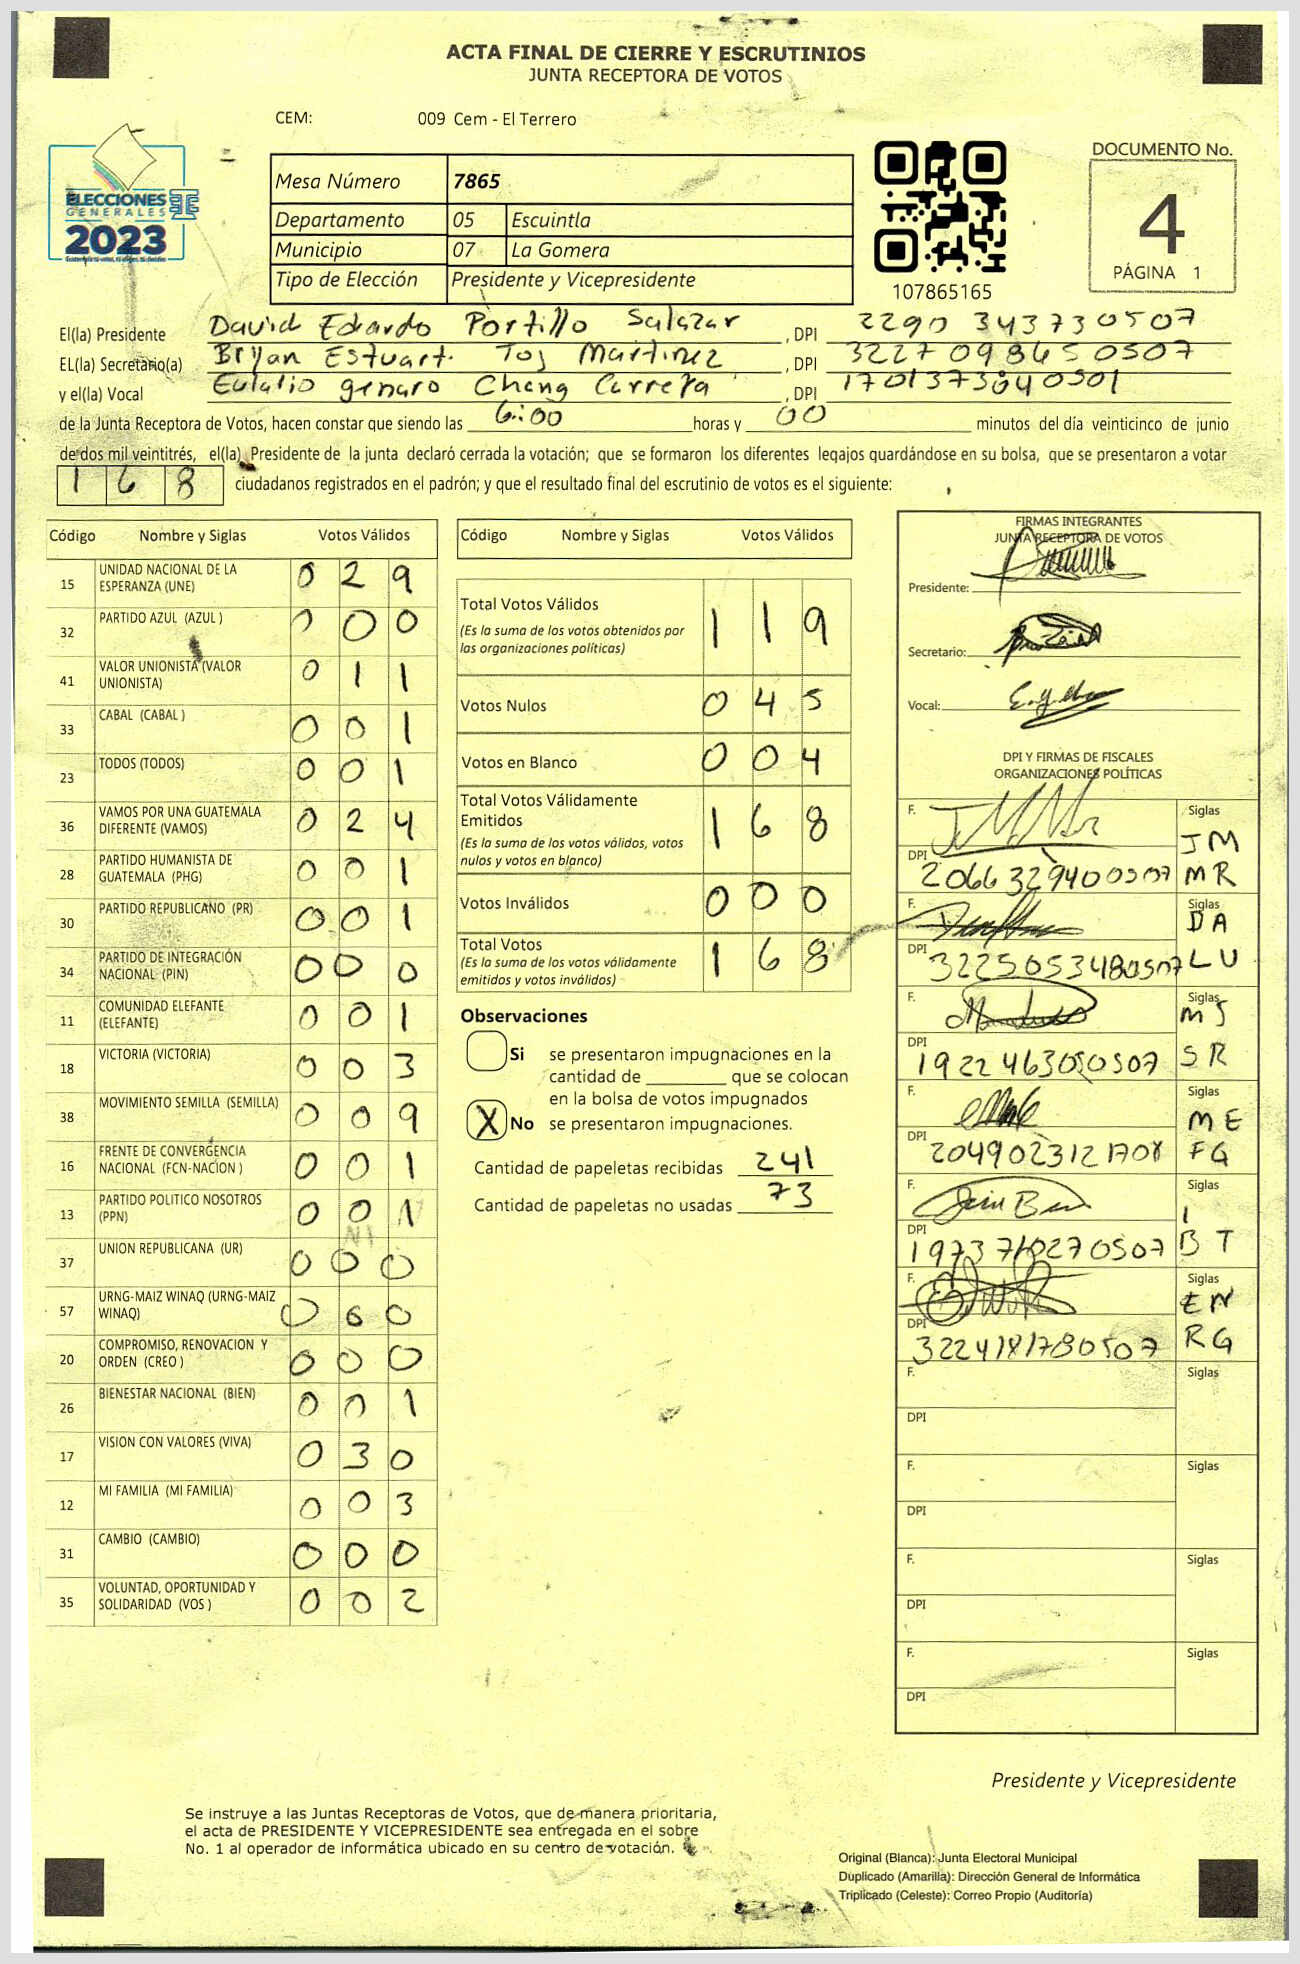 ACTA FINAL DE CIERRE Y ESCRUTINIOS
JUNTA RECEPTORA DE VOTOS
CEM: 009 Cem - El Terrero
ELECCIONES
GENERALES
2023
Mesa Número 7865
Departamento 05 Escuintla
Municipio 07 La Gomera
Tipo de Elección Presidente y Vicepresidente
107865165
DOCUMENTO No.
4
PÁGINA 1
El(la) Presidente David Edardo Portillo Salazar, DPI 2290 343730507
EL(la) Secretario(a) Bryan Estuart. Toj Martinez, DPI 3227098650507
y el(la) Vocal Eulalio genaro Chang Carrera, DPI 1701373040501
de la Junta Receptora de Votos, hacen constar que siendo las 6:00 horas y 00 minutos del día veinticinco de junio
de dos mil veintitrés, el(la) Presidente de la junta declaró cerrada la votación; que se formaron los diferentes legajos guardándose en su bolsa, que se presentaron a votar
168 ciudadanos registrados en el padrón; y que el resultado final del escrutinio de votos es el siguiente:
Código Nombre y Siglas Votos Válidos
15 UNIDAD NACIONAL DE LA ESPERANZA (UNE) 0 2 9
32 PARTIDO AZUL (AZUL ) 0 0 0
41 VALOR UNIONISTA (VALOR UNIONISTA) 0 1 1
33 CABAL (CABAL ) 0 0 1
23 TODOS (TODOS) 0 0 1
36 VAMOS POR UNA GUATEMALA DIFERENTE (VAMOS) 0 2 4
28 PARTIDO HUMANISTA DE GUATEMALA (PHG) 0 0 1
30 PARTIDO REPUBLICANO (PR) 0 0 1
34 PARTIDO DE INTEGRACIÓN NACIONAL (PIN) 0 0 0
11 COMUNIDAD ELEFANTE (ELEFANTE) 0 0 1
18 VICTORIA (VICTORIA) 0 0 3
38 MOVIMIENTO SEMILLA (SEMILLA) 0 0 9
16 FRENTE DE CONVERGENCIA NACIONAL (FCN-NACION ) 0 0 1
13 PARTIDO POLITICO NOSOTROS (PPN) 0 0 1
37 UNION REPUBLICANA (UR) 0 0 0
57 URNG-MAIZ WINAQ (URNG-MAIZ WINAQ) 0 0 0
20 COMPROMISO, RENOVACION Y ORDEN (CREO ) 0 0 0
26 BIENESTAR NACIONAL (BIEN) 0 0 1
17 VISION CON VALORES (VIVA) 0 3 0
12 MI FAMILIA (MI FAMILIA) 0 0 3
31 CAMBIO (CAMBIO) 0 0 0
35 VOLUNTAD, OPORTUNIDAD Y SOLIDARIDAD (VOS ) 0 0 2
Código Nombre y Siglas Votos Válidos
Total Votos Válidos 1 1 9
(Es la suma de los votos obtenidos por
las organizaciones políticas)
Votos Nulos 0 4 5
Votos en Blanco 0 0 4
Total Votos Válidamente
Emitidos 1 6 8
(Es la suma de los votos válidos, votos
nulos y votos en blanco)
Votos Inválidos 0 0 0
Total Votos 1 6 8
(Es la suma de los votos válidamente
emitidos y votos inválidos)
Observaciones
Si se presentaron impugnaciones en la
cantidad de ________ que se colocan
en la bolsa de votos impugnados
X No se presentaron impugnaciones.
Cantidad de papeletas recibidas 241
Cantidad de papeletas no usadas 73
FIRMAS INTEGRANTES
JUNTA RECEPTORA DE VOTOS
Presidente:
Secretario:
Vocal:
DPI Y FIRMAS DE FISCALES
ORGANIZACIONES POLÍTICAS
F. Siglas JM
DPI 2066329400507 MR
F. Siglas DA
DPI 3225053480507 LU
F. Siglas MJ
DPI 1922463050507 SR
F. Siglas ME
DPI 2049023121708 FG
F. Siglas I
DPI BT
F. Siglas EN
DPI 3224181780507 RG
F. Siglas
DPI
F. Siglas
DPI
F. Siglas
DPI
F. Siglas
DPI
Presidente y Vicepresidente
Se instruye a las Juntas Receptoras de Votos, que de manera prioritaria,
el acta de PRESIDENTE Y VICEPRESIDENTE sea entregada en el sobre
No. 1 al operador de informática ubicado en su centro de votación.
Original (Blanca): Junta Electoral Municipal
Duplicado (Amarilla): Dirección General de Informática
Triplicado (Celeste): Correo Propio (Auditoría)